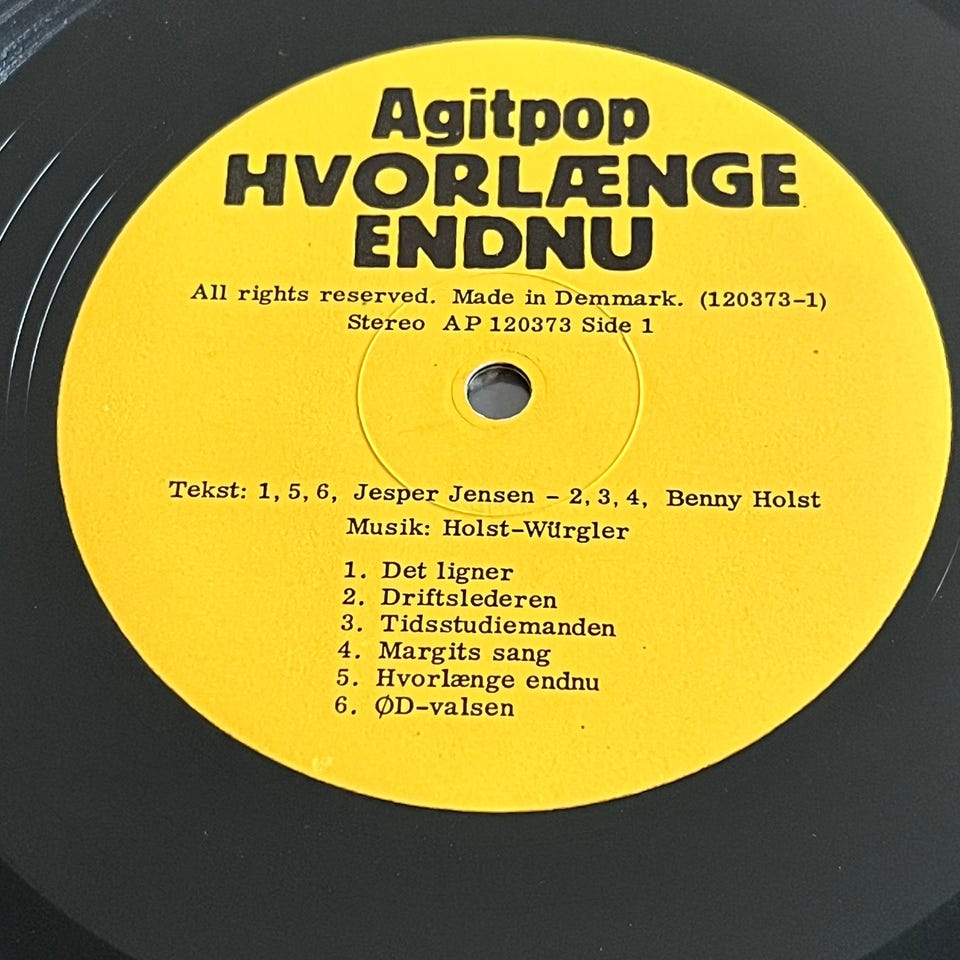 Agitpop
HVORLÆNGE
ENDNU
All rights reserved. Made in Demmark. (120373-1)
Stereo AP 120373 Side 1
Tekst: 1, 5, 6, Jesper Jensen - 2, 3, 4, Benny Holst
Musik: Holst-Würgler
1. Det ligner
2. Driftslederen
3. Tidsstudiemanden
4. Margits sang
5. Hvorlænge endnu
6. ØD-valsen